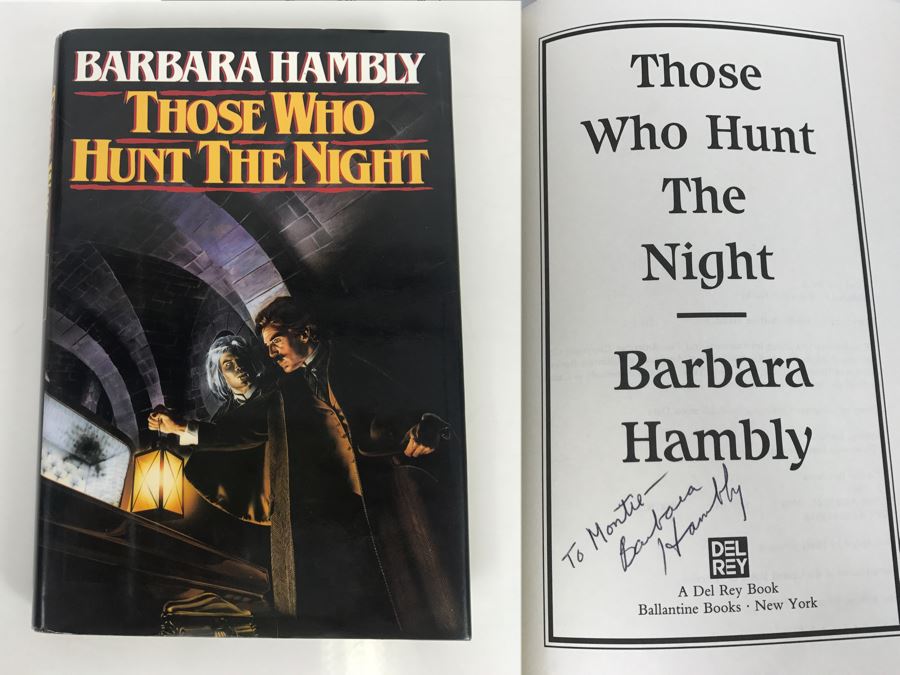 BARBARA HAMBLY
THOSE WHO
HUNT THE NIGHT
Those
Who Hunt
The
Night
Barbara
Hambly
To Montie—
Barbara
Hambly
DEL
REY
A Del Rey Book
Ballantine Books · New York